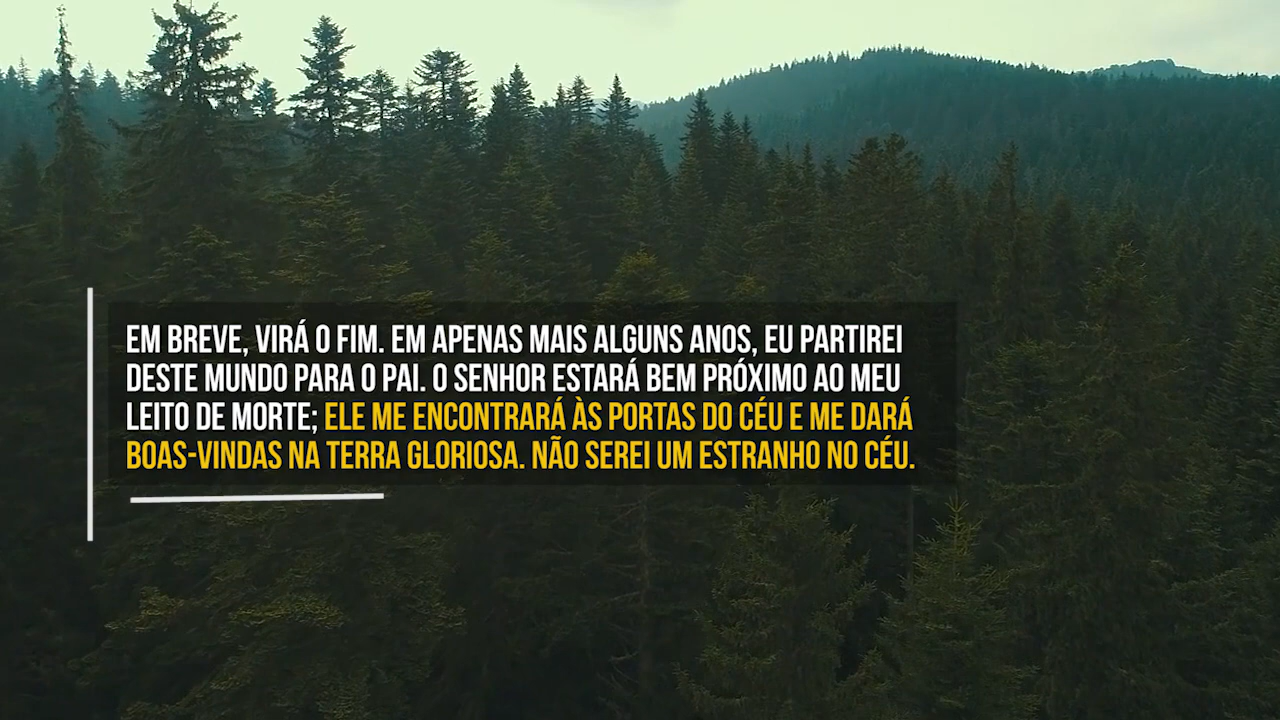 EM BREVE, VIRÁ O FIM. EM APENAS MAIS ALGUNS ANOS, EU PARTIREI
DESTE MUNDO PARA O PAI. O SENHOR ESTARÁ BEM PRÓXIMO AO MEU
LEITO DE MORTE; ELE ME ENCONTRARÁ ÀS PORTAS DO CÉU E ME DARÁ
BOAS-VINDAS NA TERRA GLORIOSA. NÃO SEREI UM ESTRANHO NO CÉU.